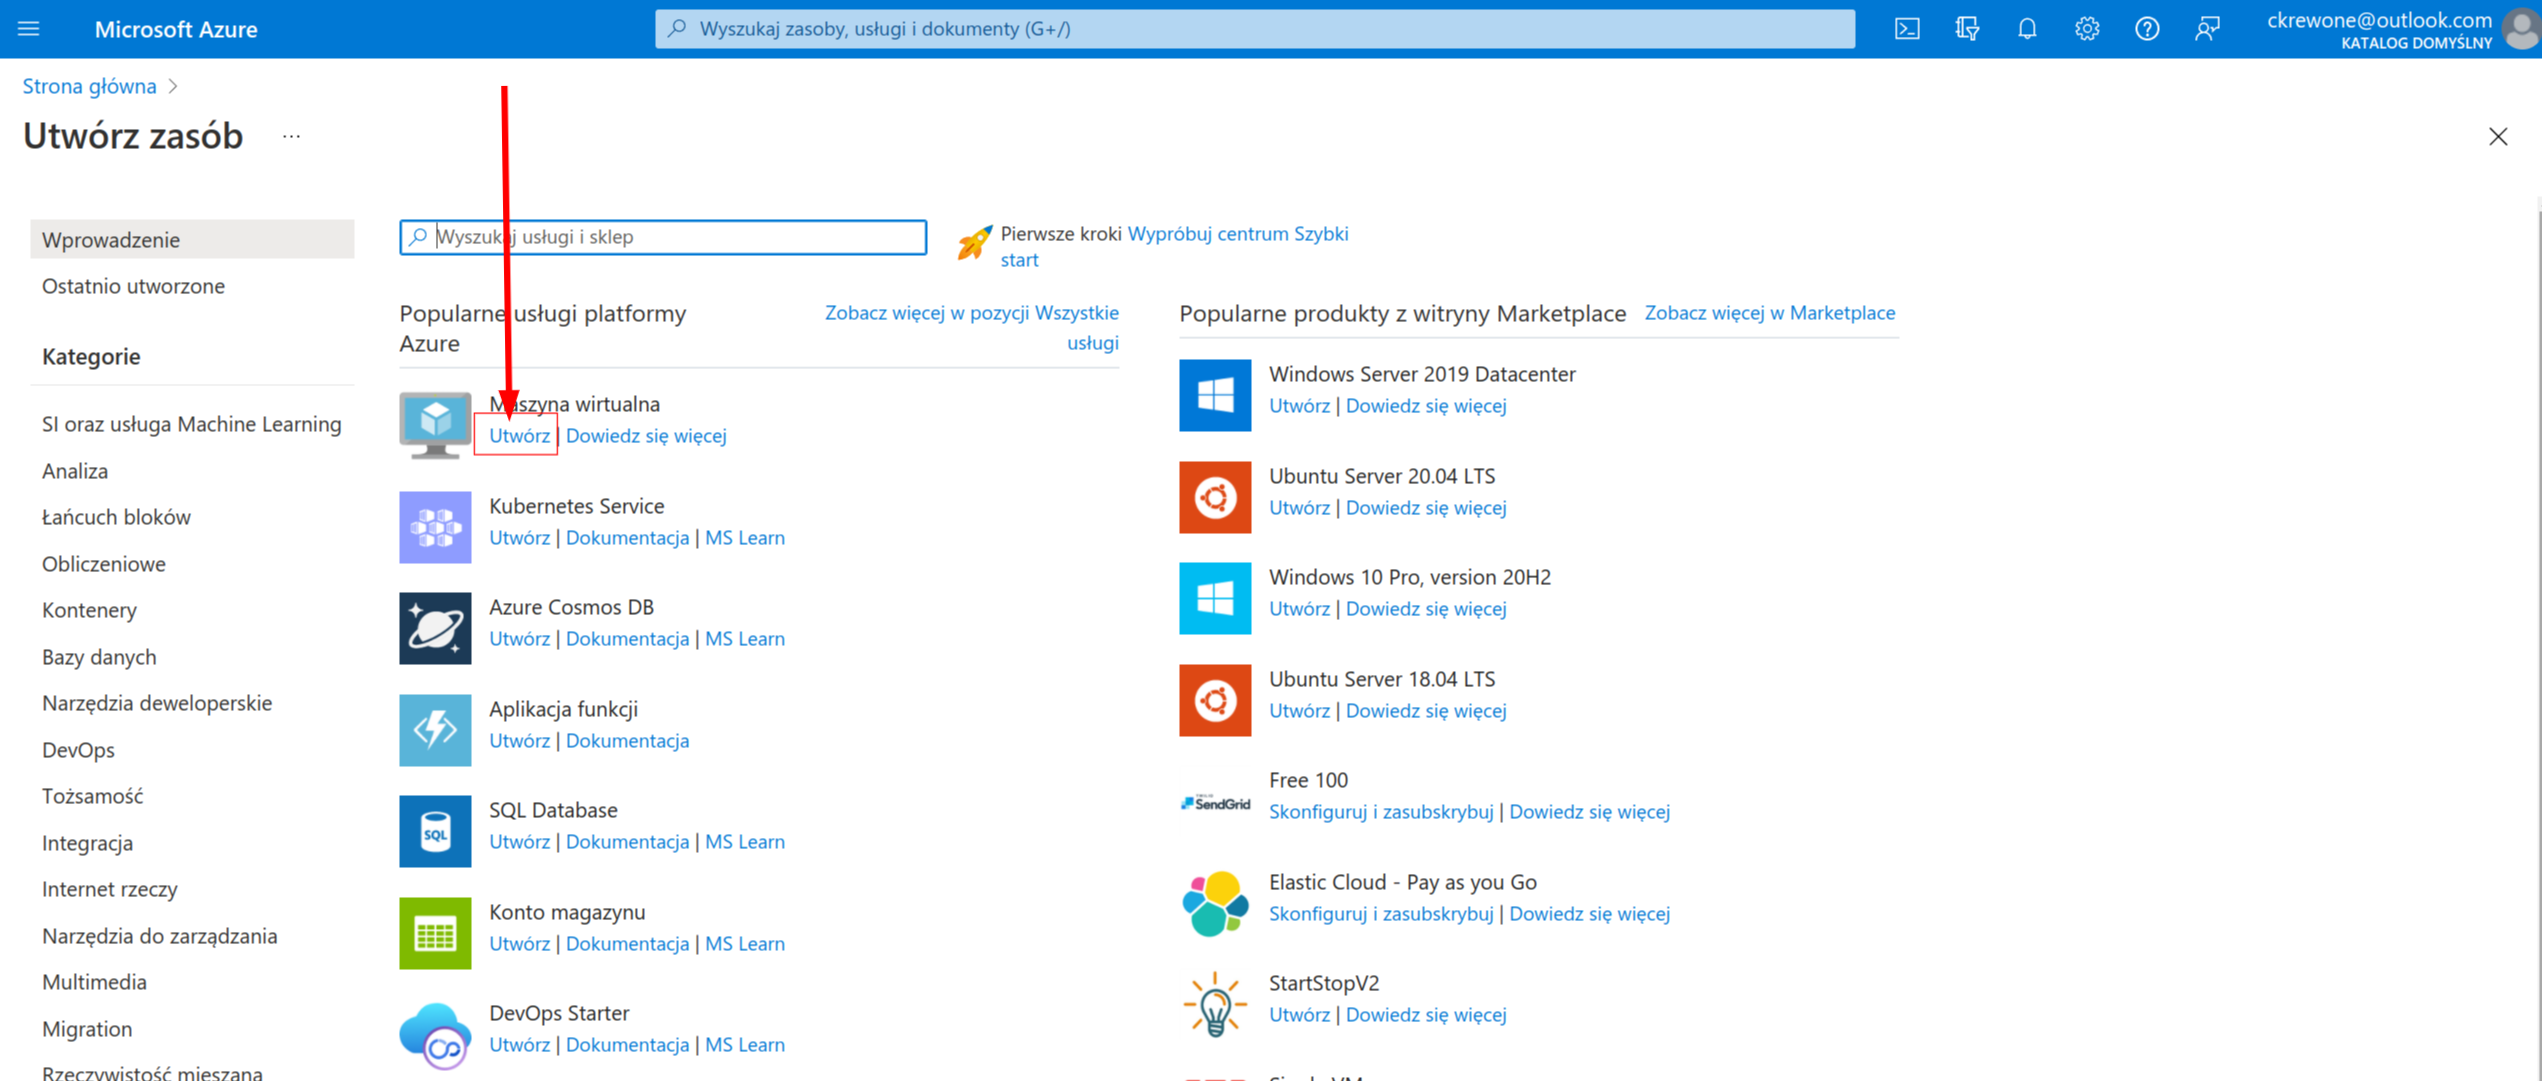 Microsoft Azure
Wyszukaj zasoby, usługi i dokumenty (G+/)
ckrewone@outlook.com
KATALOG DOMYŚLNY
Strona główna
Utwórz zasób ...
Wprowadzenie
Ostatnio utworzone
Kategorie
SI oraz usługa Machine Learning
Analiza
Łańcuch bloków
Obliczeniowe
Kontenery
Bazy danych
Narzędzia deweloperskie
DevOps
Tożsamość
Integracja
Internet rzeczy
Narzędzia do zarządzania
Multimedia
Migration
Rzeczywistość mieszana
Wyszukaj usługi i sklep
Pierwsze kroki Wypróbuj centrum Szybki
start
Popularne usługi platformy
Azure
Zobacz więcej w pozycji Wszystkie
usługi
Maszyna wirtualna
Utwórz | Dowiedz się więcej
Kubernetes Service
Utwórz | Dokumentacja | MS Learn
Azure Cosmos DB
Utwórz | Dokumentacja | MS Learn
Aplikacja funkcji
Utwórz | Dokumentacja
SQL
SQL Database
Utwórz | Dokumentacja | MS Learn
Konto magazynu
Utwórz | Dokumentacja | MS Learn
DevOps Starter
Utwórz | Dokumentacja | MS Learn
Popularne produkty z witryny Marketplace
Zobacz więcej w Marketplace
Windows Server 2019 Datacenter
Utwórz | Dowiedz się więcej
Ubuntu Server 20.04 LTS
Utwórz | Dowiedz się więcej
Windows 10 Pro, version 20H2
Utwórz | Dowiedz się więcej
Ubuntu Server 18.04 LTS
Utwórz | Dowiedz się więcej
SendGrid
Free 100
Skonfiguruj i zasubskrybuj | Dowiedz się więcej
Elastic Cloud - Pay as you Go
Skonfiguruj i zasubskrybuj | Dowiedz się więcej
StartStopV2
Utwórz | Dowiedz się więcej